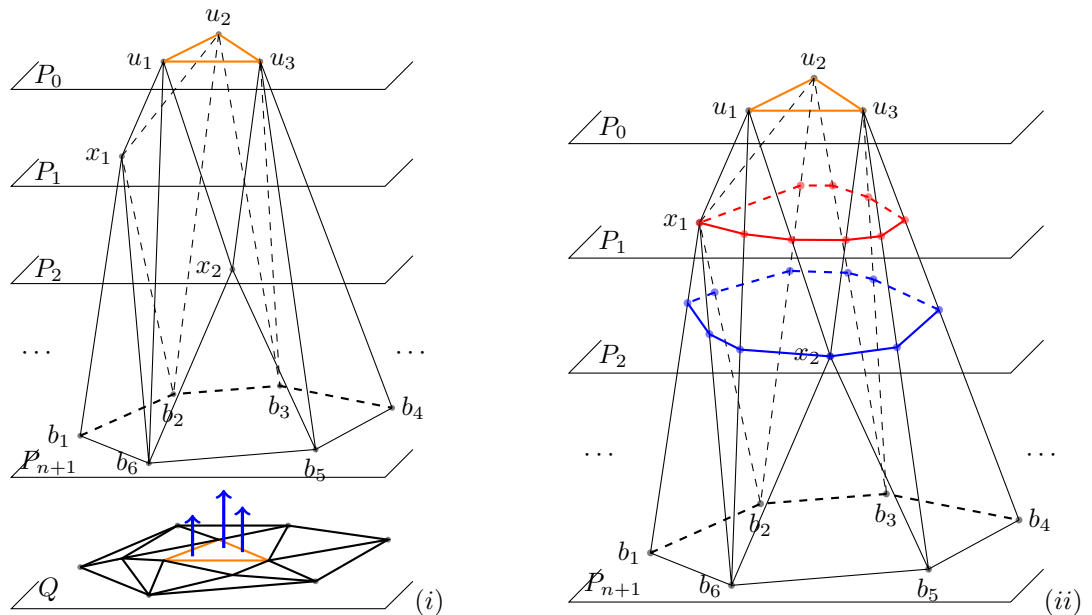 u₂
u₁ u₃
P₀
x₁
P₁
x₂
P₂
... ...
b₁ b₂ b₃ b₄
b₆ b₅
Pₙ₊₁
Q
(i)
u₂
u₁ u₃
P₀
x₁
P₁
x₂
P₂
... ...
b₁ b₂ b₃ b₄
b₆ b₅
Pₙ₊₁
(ii)